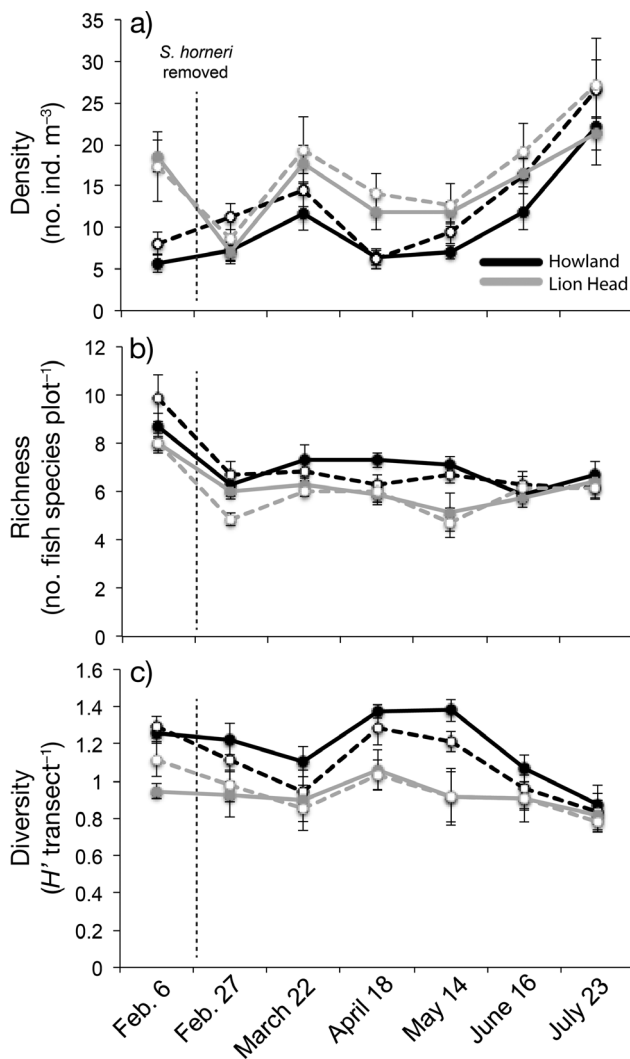 a)
35
30
25
20
15
10
5
0
Density
(no. ind. m⁻³)
S. horneri
removed
Howland
Lion Head
b)
12
10
8
6
4
2
0
Richness
(no. fish species plot⁻¹)
c)
1.6
1.4
1.2
1
0.8
0.6
0.4
0.2
0
Diversity
(H' transect⁻¹)
Feb. 6
Feb. 27
March 22
April 18
May 14
June 16
July 23